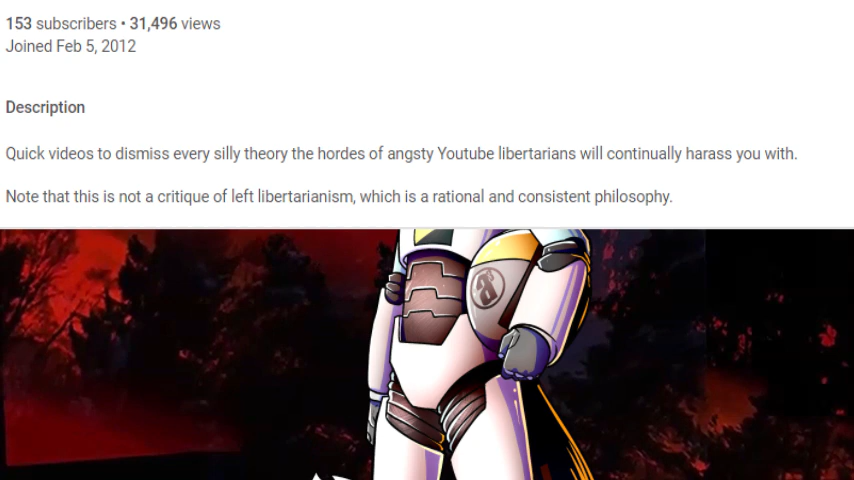 153 subscribers • 31,496 views
Joined Feb 5, 2012
Description
Quick videos to dismiss every silly theory the hordes of angsty Youtube libertarians will continually harass you with.
Note that this is not a critique of left libertarianism, which is a rational and consistent philosophy.